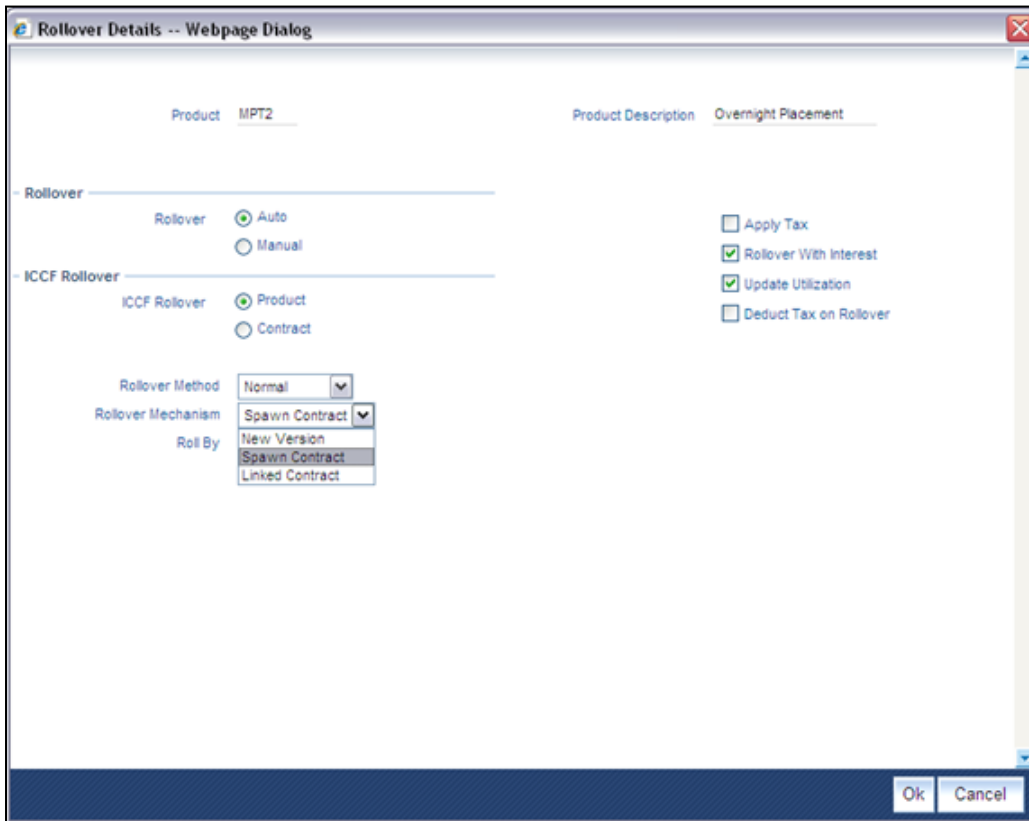 Rollover Details -- Webpage Dialog
Product MPT2 Product Description Overnight Placement
Rollover
Rollover Auto
Manual
Apply Tax
Rollover With Interest
ICCF Rollover
ICCF Rollover Product
Contract
Update Utilization
Deduct Tax on Rollover
Rollover Method Normal
Rollover Mechanism Spawn Contract
Roll By
New Version
Spawn Contract
Linked Contract
Ok Cancel